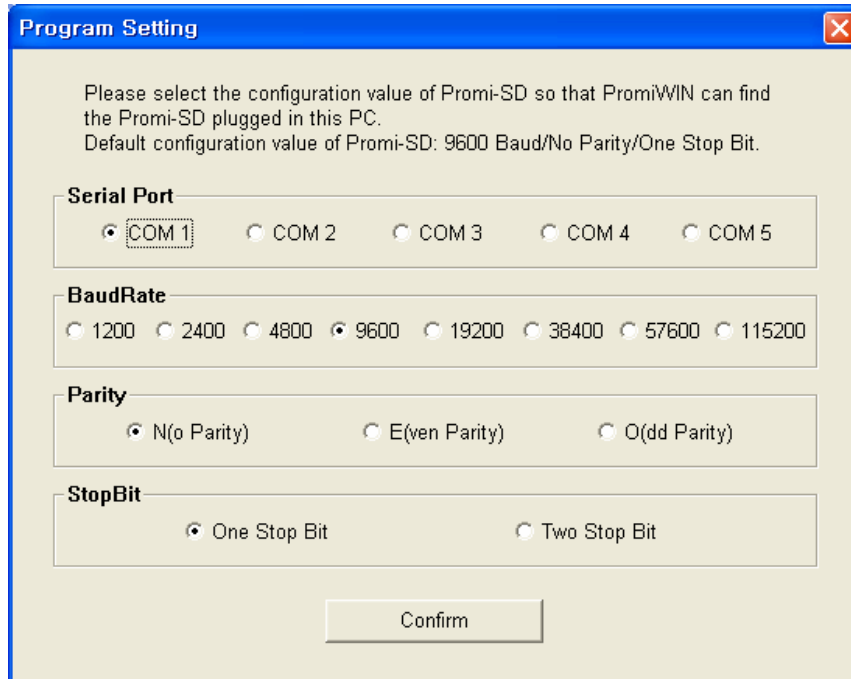 Program Setting
Please select the configuration value of Promi-SD so that PromiWIN can find
the Promi-SD plugged in this PC.
Default configuration value of Promi-SD: 9600 Baud/No Parity/One Stop Bit.
Serial Port
COM 1 COM 2 COM 3 COM 4 COM 5
BaudRate
1200 2400 4800 9600 19200 38400 57600 115200
Parity
N(o Parity) E(ven Parity) O(dd Parity)
StopBit
One Stop Bit Two Stop Bit
Confirm